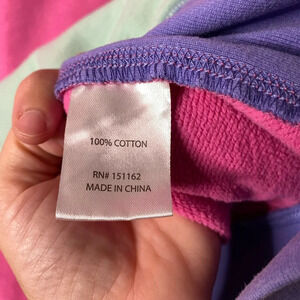 100% COTTON
RN# 151162
MADE IN CHINA